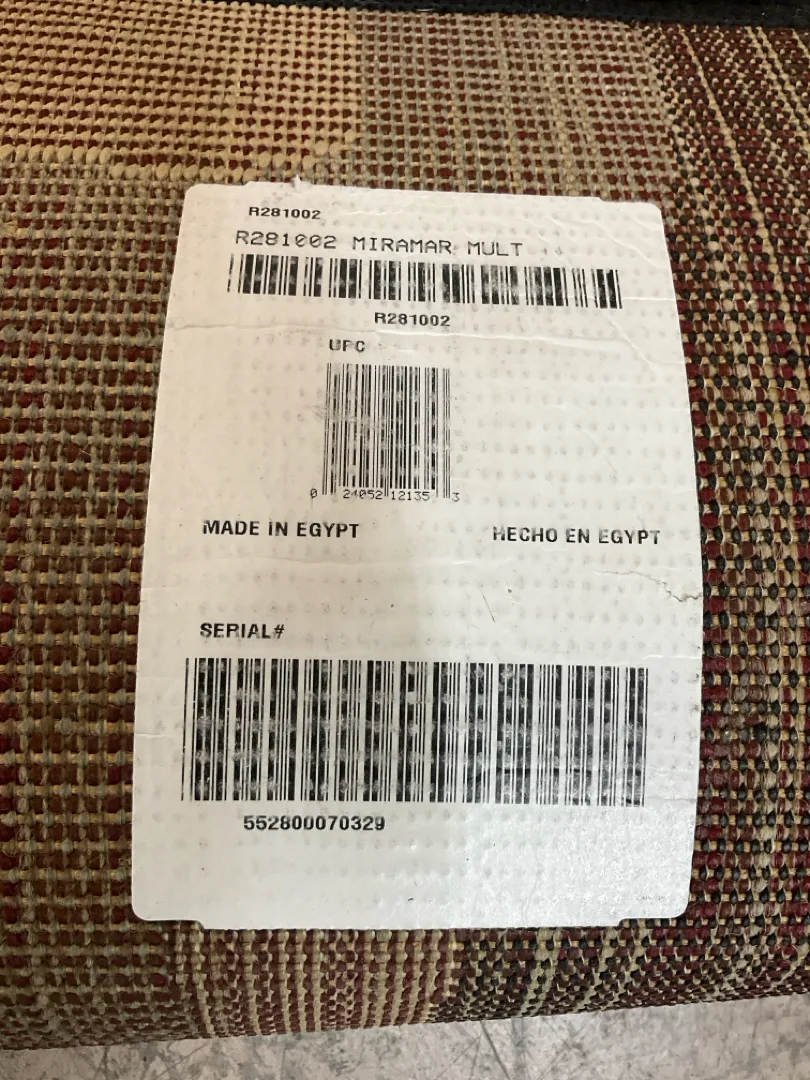 R281002
R281002 MIRAMAR MULT
R281002
UPC
0 24052 12135 3
MADE IN EGYPT HECHO EN EGYPT
SERIAL#
552800070329